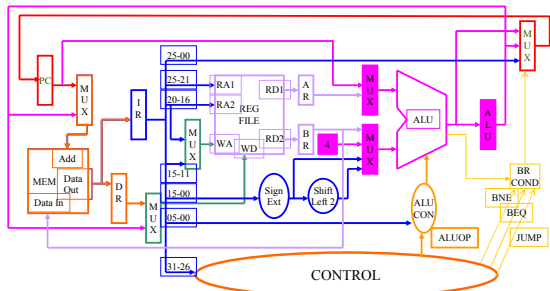 25-00
M
U
X
PC
M
U
X
I
R
25-21
20-16
RA1
RA2
REG
FILE
RD1
A
R
M
U
X
ALU
A
L
U
Add
MEM
Data
Out
Data In
D
R
M
U
X
M
U
X
WA
WD
RD2
B
R
4
M
U
X
15-11
15-00
05-00
Sign
Ext
Shift
Left 2
ALU
CON
ALUOP
BR
COND
BNE
BEQ
JUMP
31-26
CONTROL